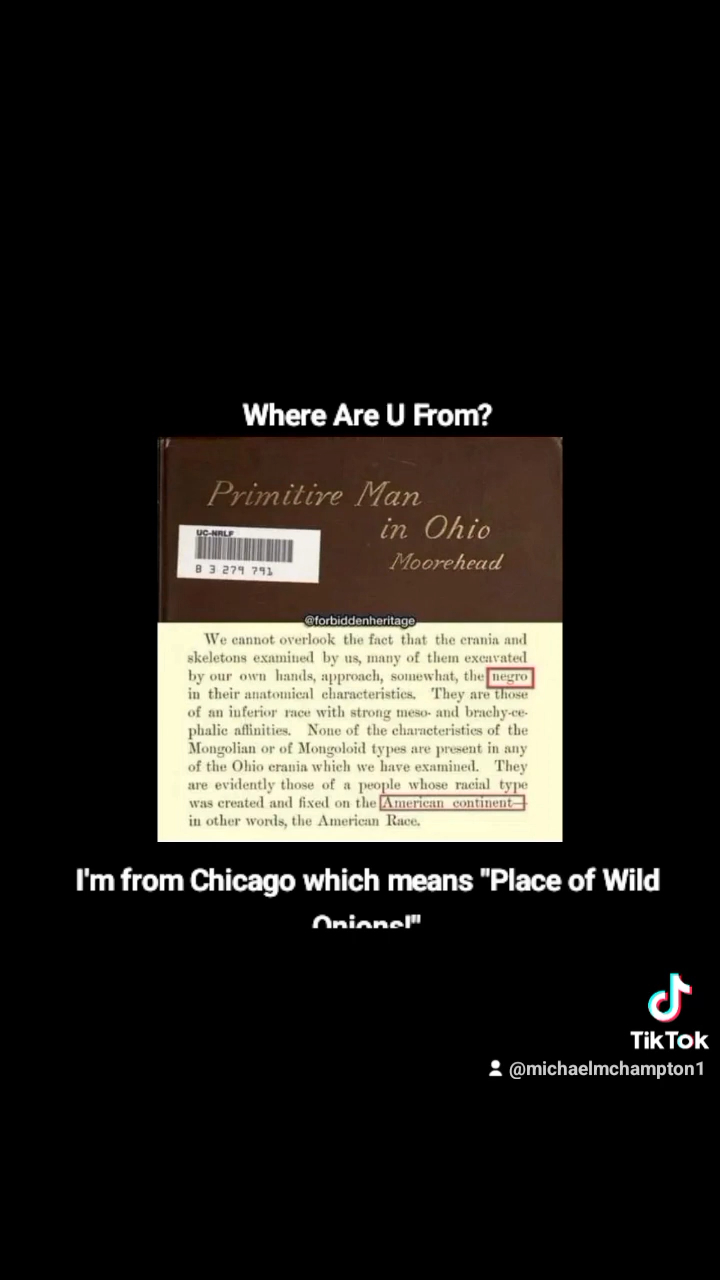 Where Are U From?
Primitive Man
in Ohio
Moorehead
UC-NRLF
B 3 279 791
@forbiddenheritage
We cannot overlook the fact that the crania and
skeletons examined by us, many of them excavated
by our own hands, approach, somewhat, the negro
in their anatomical characteristics. They are those
of an inferior race with strong meso- and brachy-ce-
phalic affinities. None of the characteristics of the
Mongolian or of Mongoloid types are present in any
of the Ohio crania which we have examined. They
are evidently those of a people whose racial type
was created and fixed on the American continent—
in other words, the American Race.
I'm from Chicago which means "Place of Wild
Onions!"
TikTok
@michaelmchampton1